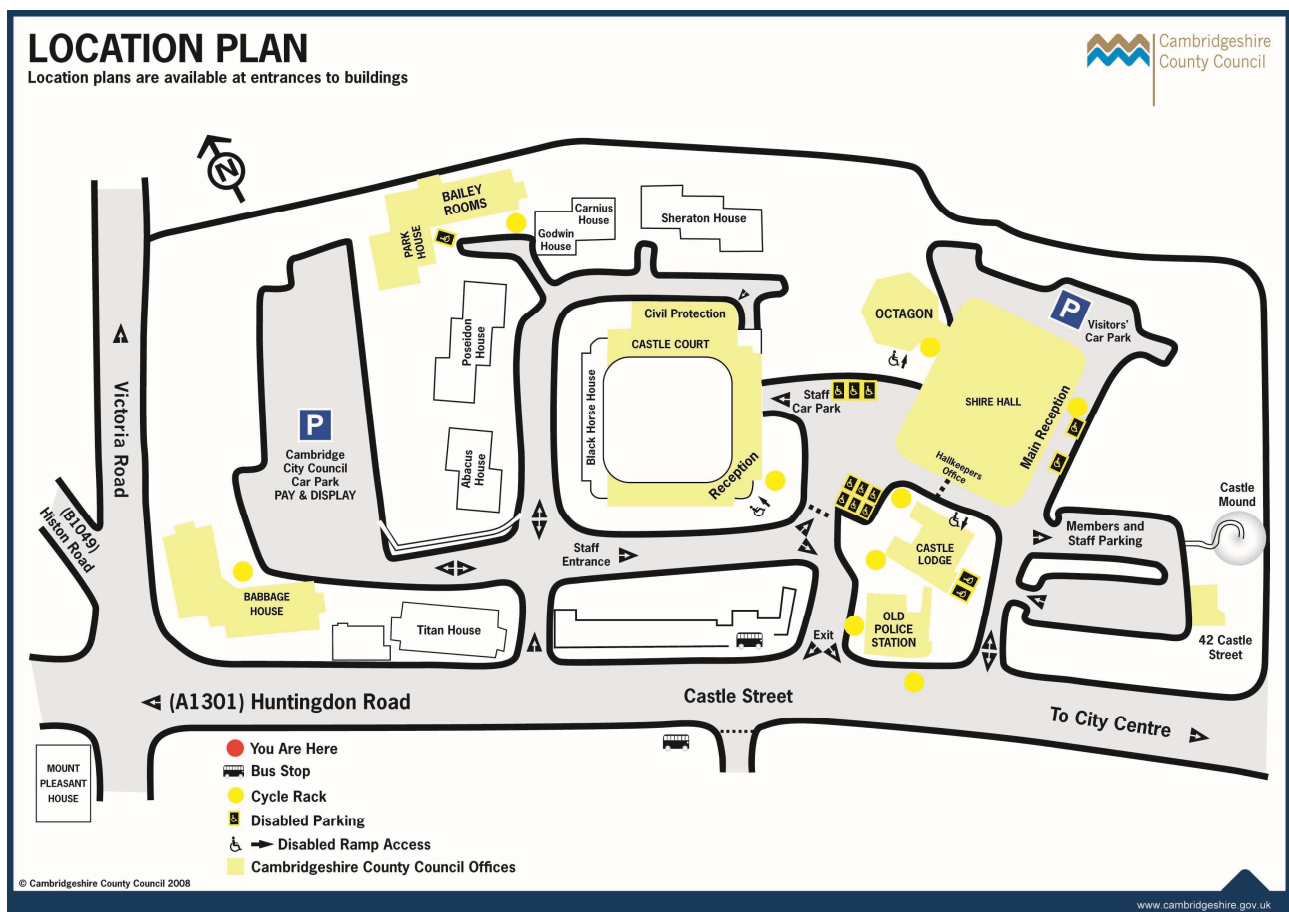 LOCATION PLAN
Location plans are available at entrances to buildings
Cambridgeshire
County Council
N
BAILEY
ROOMS
PARK
HOUSE
Carnius
House
Godwin
House
Sheraton House
Poseidon
House
Civil Protection
CASTLE COURT
Black Horse House
Reception
OCTAGON
P
Visitors'
Car Park
Staff
Car Park
SHIRE HALL
Main Reception
Hallkeepers
Office
Victoria Road
P
Cambridge
City Council
Car Park
PAY & DISPLAY
Abacus
House
(B1049)
Histon Road
Castle
Mound
Members and
Staff Parking
Staff
Entrance
CASTLE
LODGE
BABBAGE
HOUSE
Titan House
Exit
OLD
POLICE
STATION
42 Castle
Street
(A1301) Huntingdon Road
Castle Street
To City Centre
MOUNT
PLEASANT
HOUSE
You Are Here
Bus Stop
Cycle Rack
Disabled Parking
Disabled Ramp Access
Cambridgeshire County Council Offices
© Cambridgeshire County Council 2008
www.cambridgeshire.gov.uk